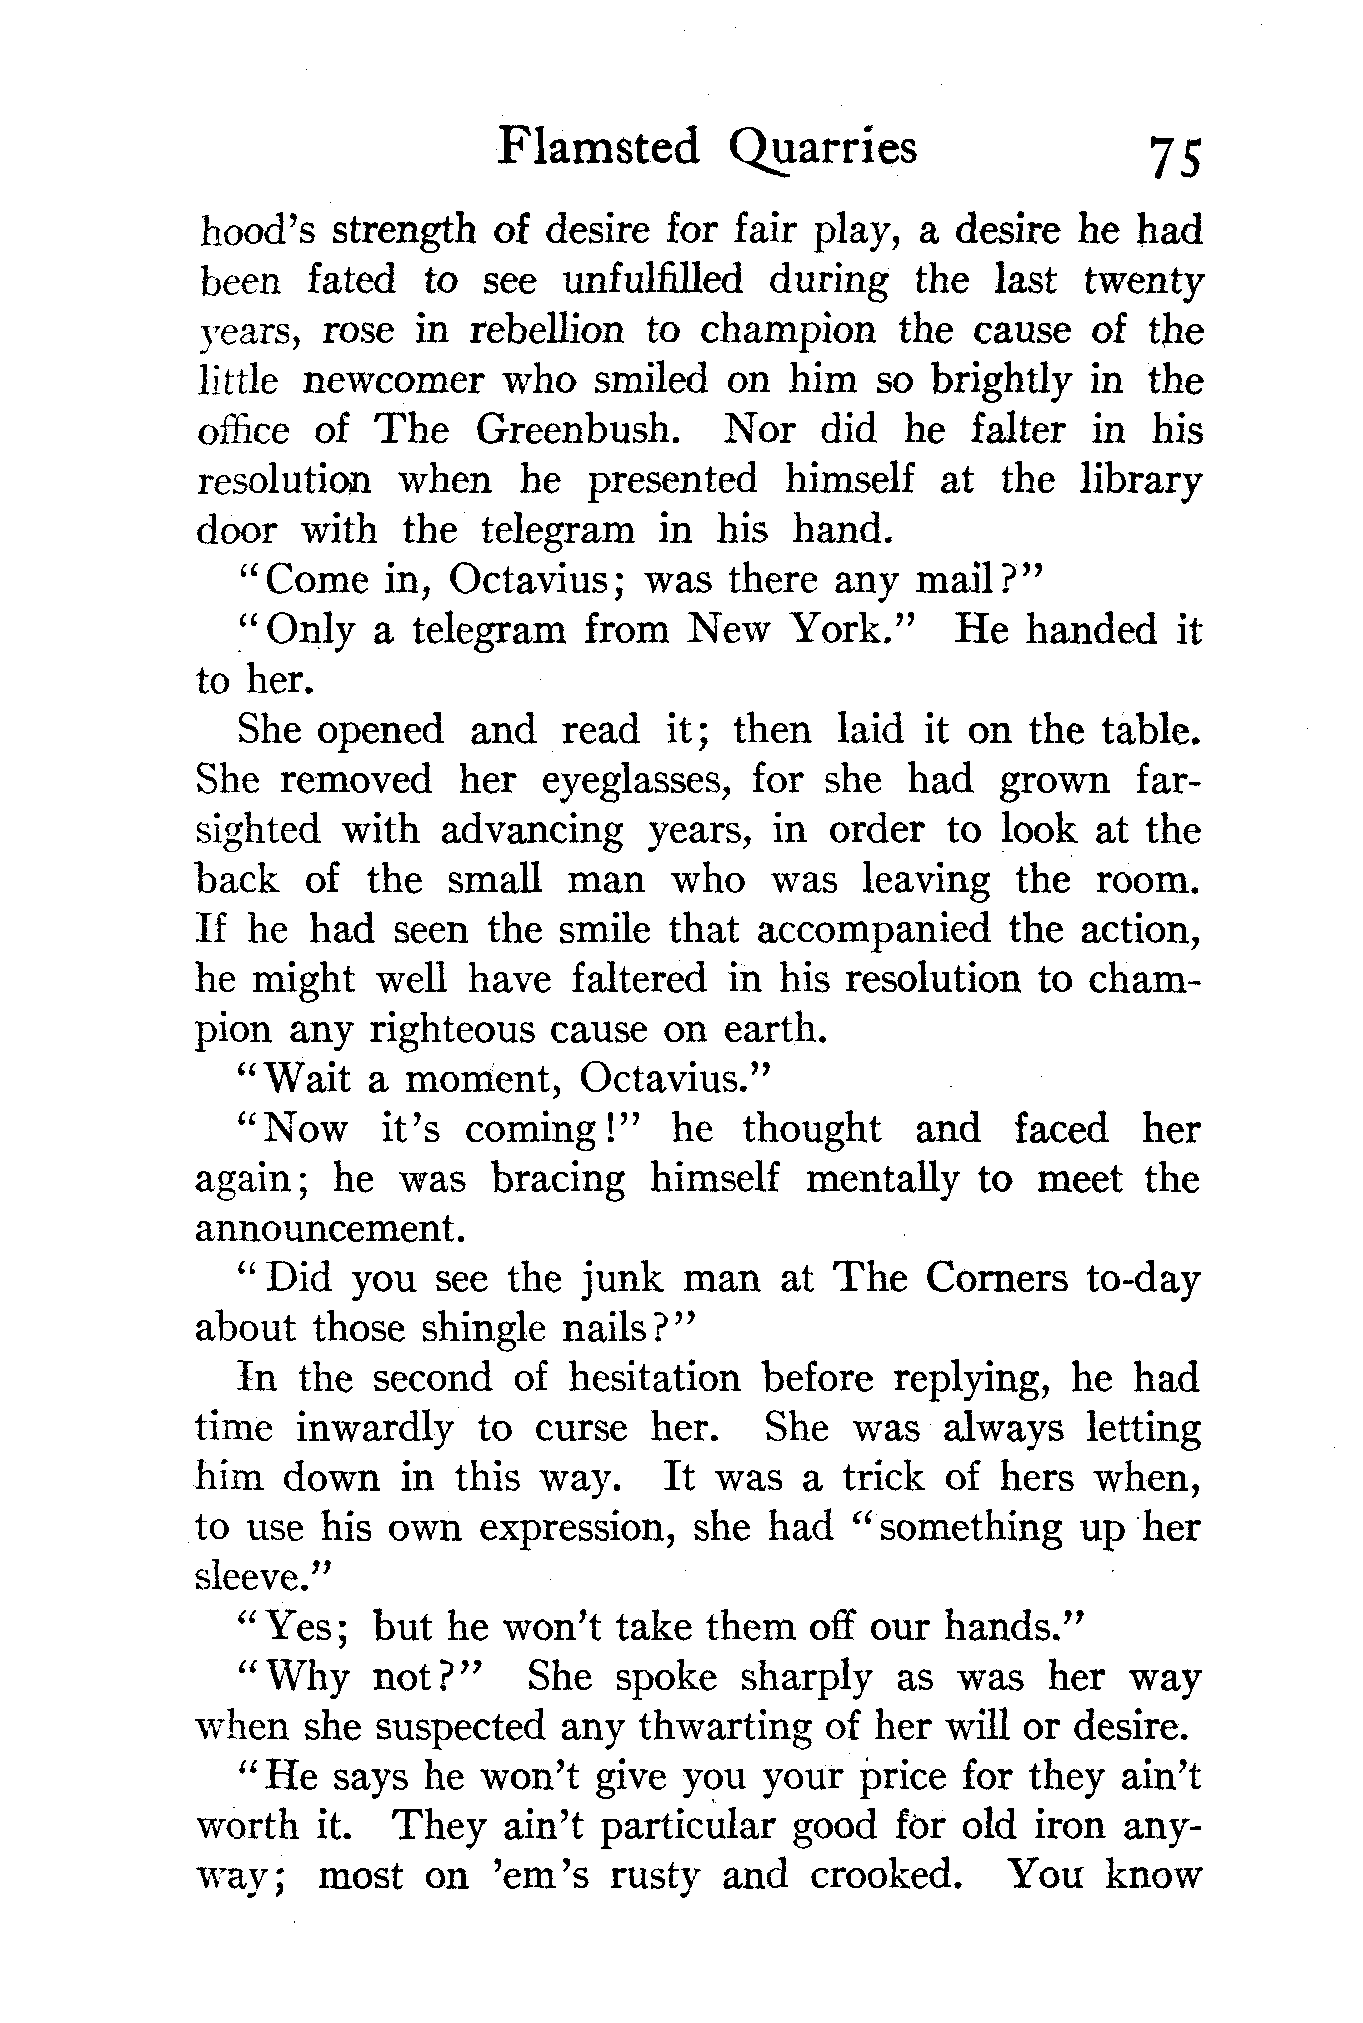 Flamsted Quarries 75
hood's strength of desire for fair play, a desire he had
been fated to see unfulfilled during the last twenty
years, rose in rebellion to champion the cause of the
little newcomer who smiled on him so brightly in the
office of The Greenbush. Nor did he falter in his
resolution when he presented himself at the library
door with the telegram in his hand.
"Come in, Octavius; was there any mail?"
"Only a telegram from New York." He handed it
to her.
She opened and read it; then laid it on the table.
She removed her eyeglasses, for she had grown far-
sighted with advancing years, in order to look at the
back of the small man who was leaving the room.
If he had seen the smile that accompanied the action,
he might well have faltered in his resolution to cham-
pion any righteous cause on earth.
"Wait a moment, Octavius."
"Now it's coming!" he thought and faced her
again; he was bracing himself mentally to meet the
announcement.
"Did you see the junk man at The Corners to-day
about those shingle nails?"
In the second of hesitation before replying, he had
time inwardly to curse her. She was always letting
him down in this way. It was a trick of hers when,
to use his own expression, she had "something up her
sleeve."
"Yes; but he won't take them off our hands."
"Why not?" She spoke sharply as was her way
when she suspected any thwarting of her will or desire.
"He says he won't give you your price for they ain't
worth it. They ain't particular good for old iron any-
way; most on 'em's rusty and crooked. You know